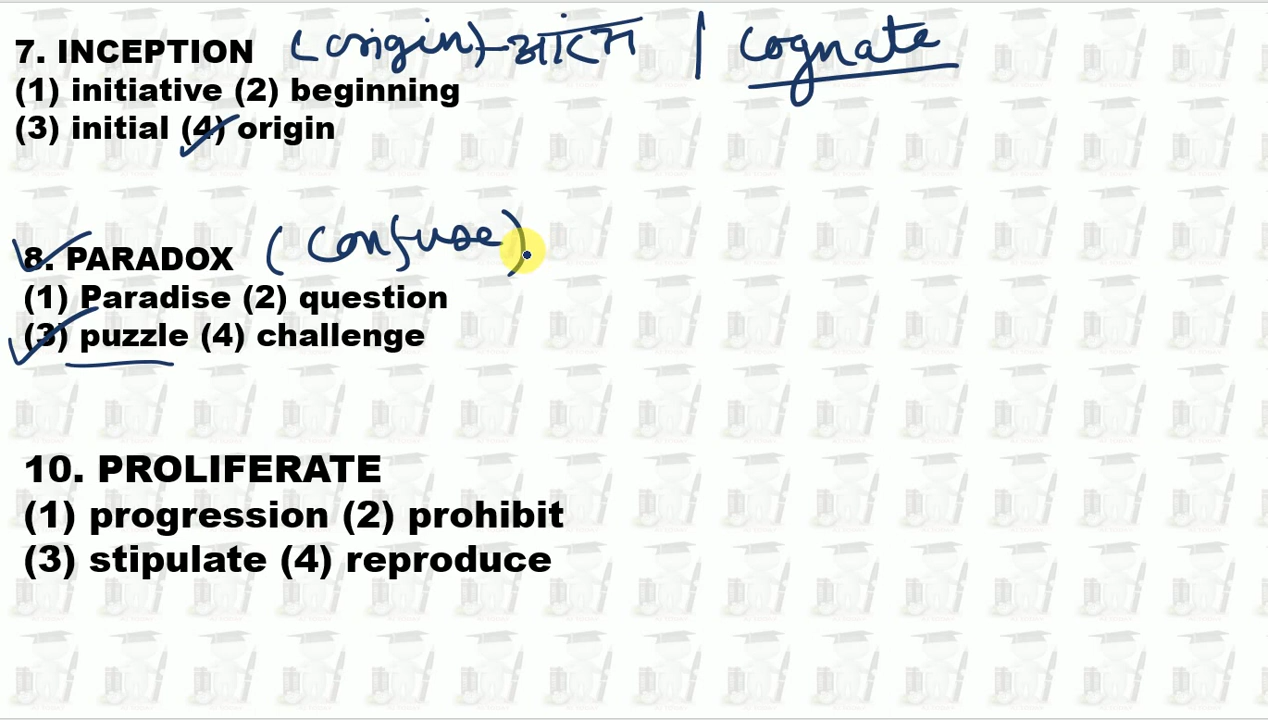 7. INCEPTION (origin) - आरंभ | cognate
(1) initiative (2) beginning
(3) initial (4) origin
8. PARADOX (confuse)
(1) Paradise (2) question
(3) puzzle (4) challenge
10. PROLIFERATE
(1) progression (2) prohibit
(3) stipulate (4) reproduce